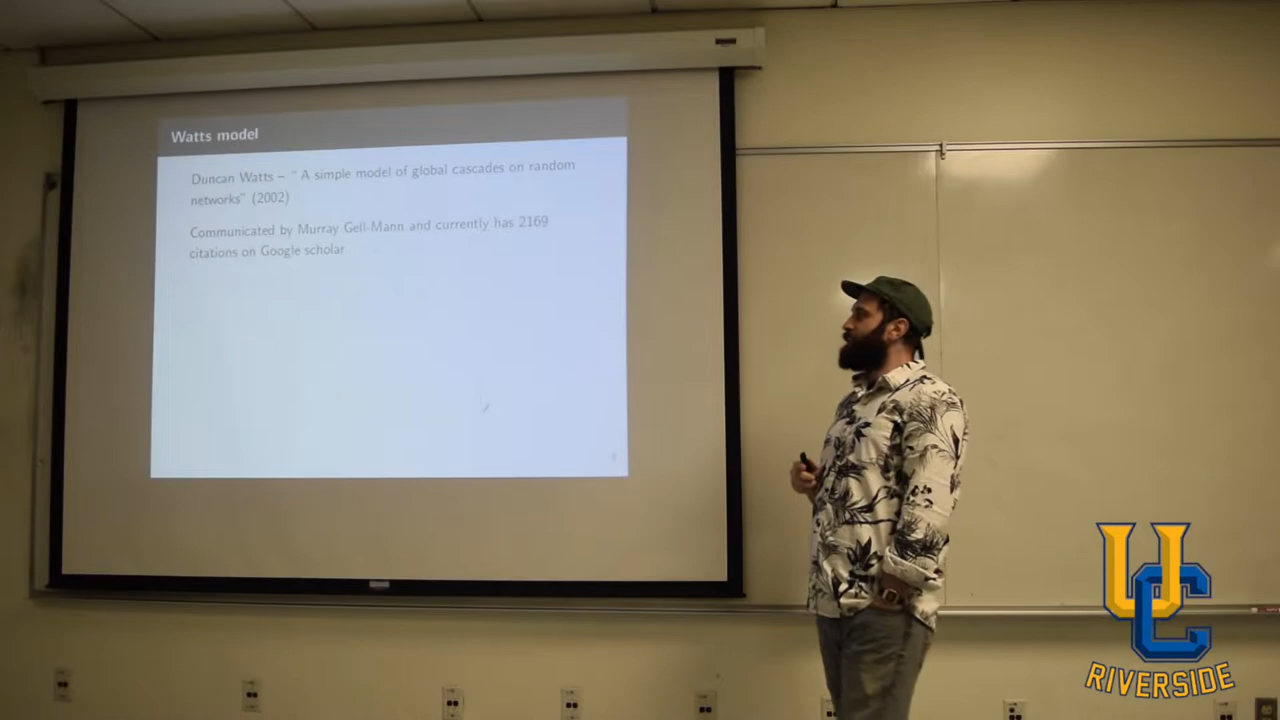 Watts model
Duncan Watts – " A simple model of global cascades on random
networks" (2002)
Communicated by Murray Gell-Mann and currently has 2169
citations on Google scholar
UC
RIVERSIDE